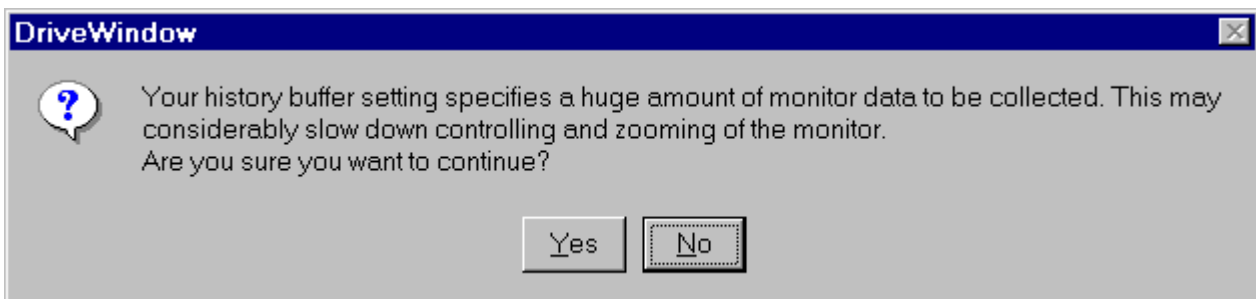 DriveWindow
Your history buffer setting specifies a huge amount of monitor data to be collected. This may
considerably slow down controlling and zooming of the monitor.
Are you sure you want to continue?
Yes No